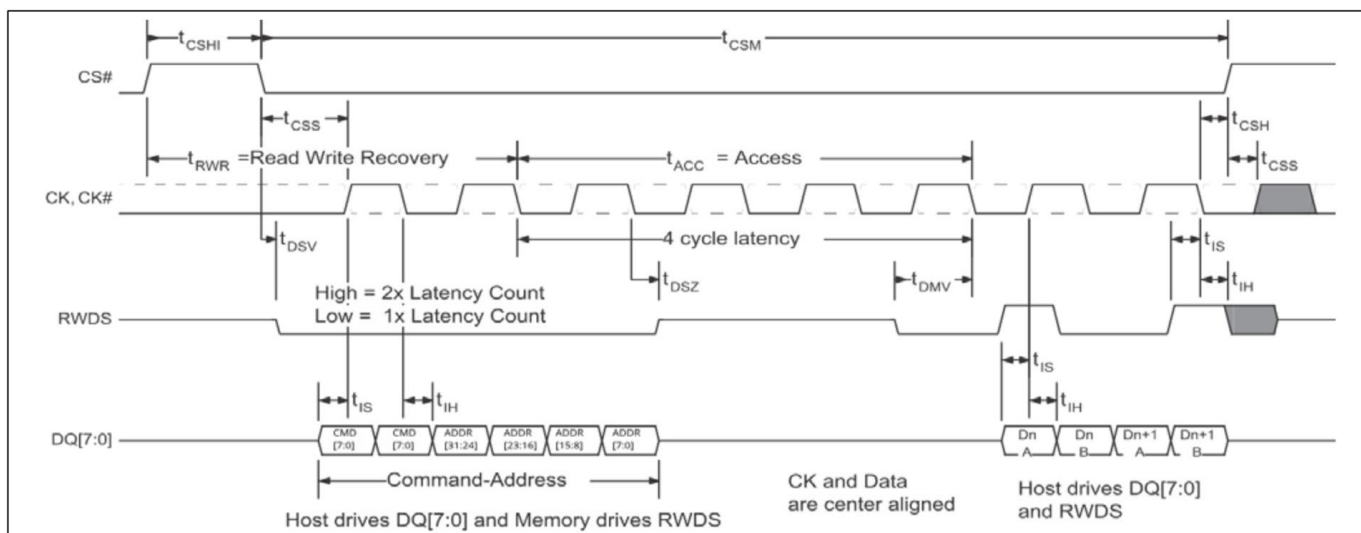 tCSHI
tCSM
CS#
tCSS
tCSH
tRWR =Read Write Recovery
tACC = Access
tCSS
CK, CK#
tDSV
4 cycle latency
tIS
tDSZ
tDMV
tIH
High = 2x Latency Count
Low = 1x Latency Count
RWDS
tIS
tIS
tIH
tIH
DQ[7:0]
CMD [7:0]
CMD [7:0]
ADDR [31:24]
ADDR [23:16]
ADDR [15:8]
ADDR [7:0]
Dn A
Dn B
Dn+1 A
Dn+1 B
Command-Address
CK and Data
are center aligned
Host drives DQ[7:0]
and RWDS
Host drives DQ[7:0] and Memory drives RWDS